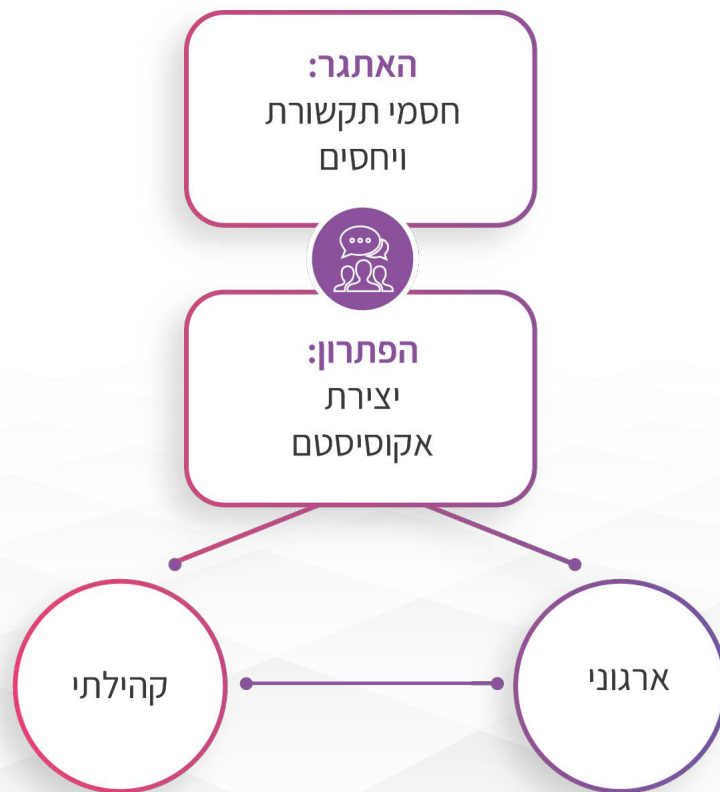 האתגר:
חסמי תקשורת
ויחסים
הפתרון:
יצירת
אקוסיסטם
ארגוני
קהילתי